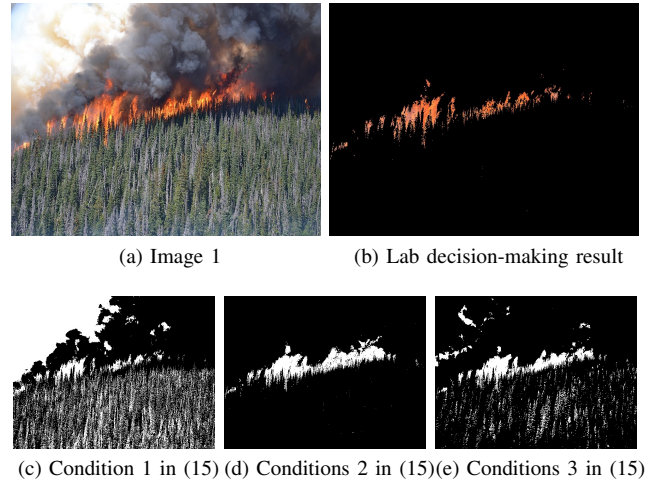 (a) Image 1
(b) Lab decision-making result
(c) Condition 1 in (15)
(d) Conditions 2 in (15)
(e) Conditions 3 in (15)